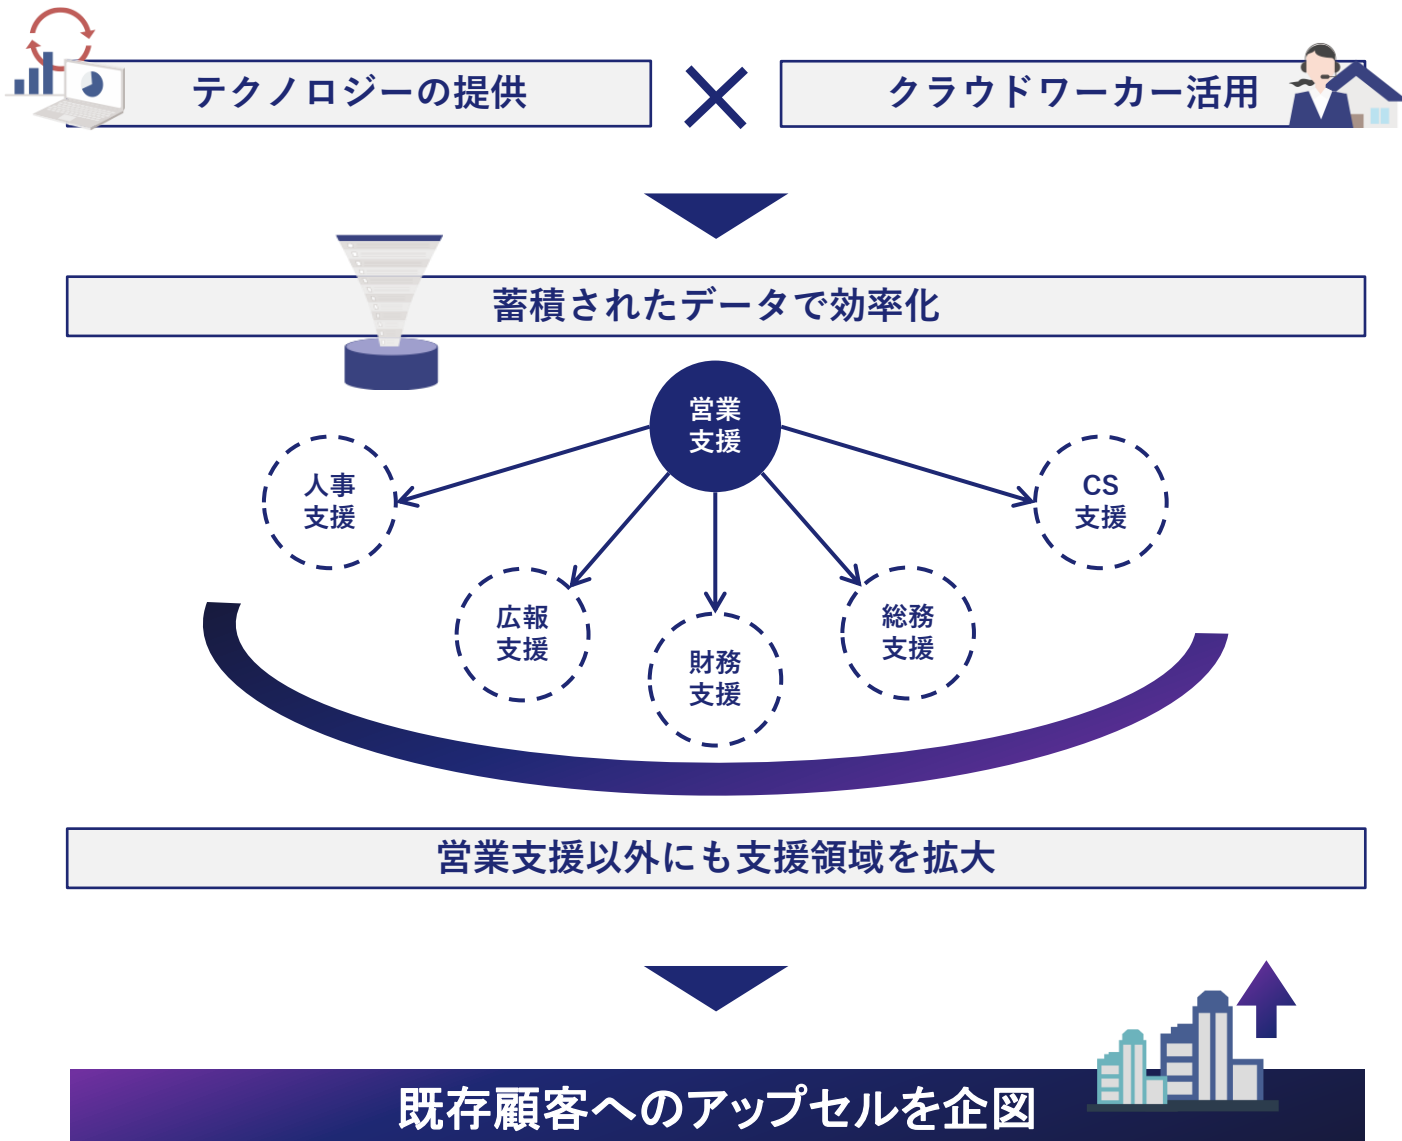 テクノロジーの提供
クラウドワーカー活用
蓄積されたデータで効率化
営業
支援
人事
支援
CS
支援
広報
支援
総務
支援
財務
支援
営業支援以外にも支援領域を拡大
既存顧客へのアップセルを企図